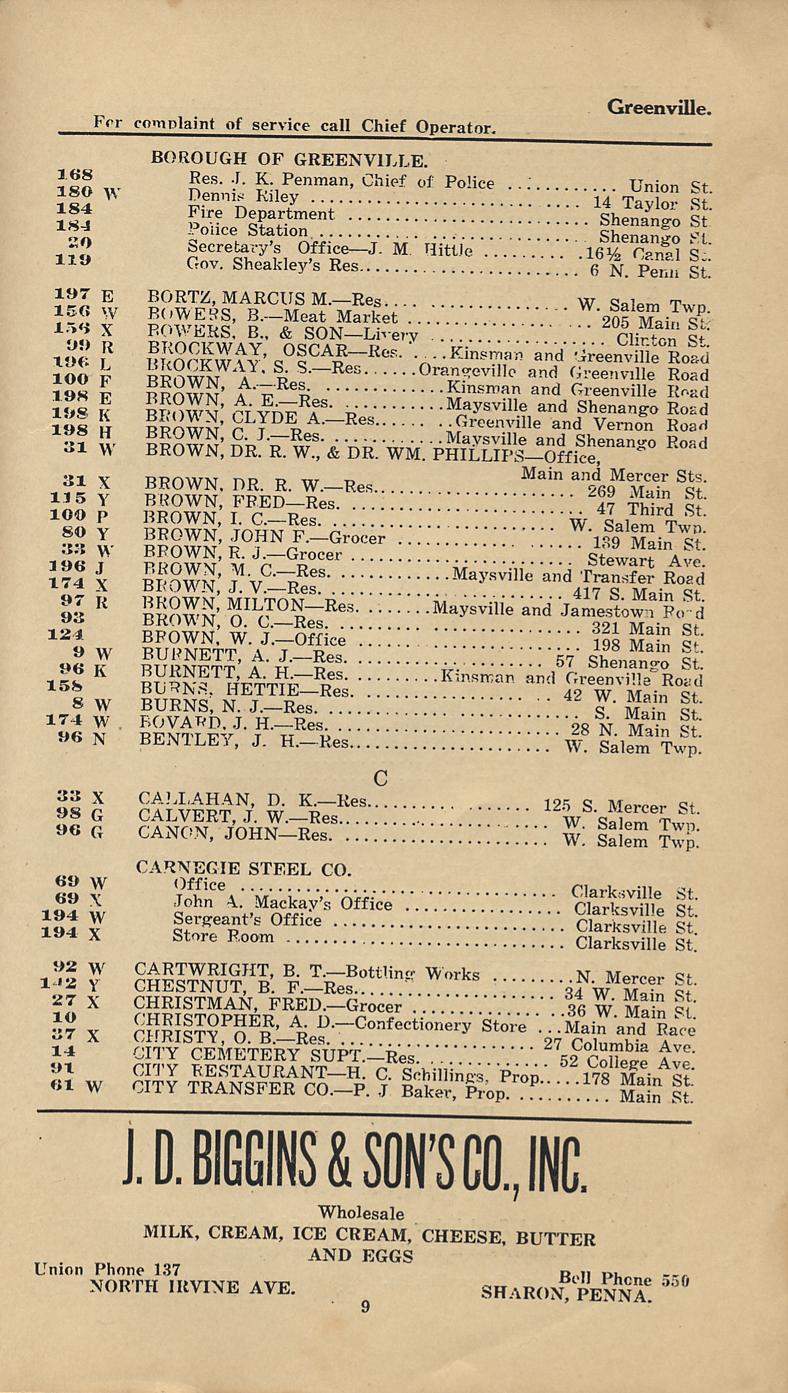 Greenville.
For complaint of service call Chief Operator.
BOROUGH OF GREENVILLE.
168 Res. J. K. Penman, Chief of Police ............ Union St.
180 W Dennis Riley ............ 14 Taylor St.
184 Fire Department ............ Shenango St.
184 Police Station ............ Shenango St.
20 Secretary's Office—J. M. Hittle ............ 16½ Canal St.
119 Gov. Sheakley's Res. ............ 6 N. Penn St.
197 E BORTZ, MARCUS M.—Res. ............ W. Salem Twp.
156 W BOWERS, B.—Meat Market ............ 205 Main St.
156 X BOWERS, B., & SON—Livery ............ Clinton St.
99 R BROCKWAY, OSCAR—Res. .... Kinsman and Greenville Road
196 L BROCKWAY, S. S.—Res. ..... Orangeville and Greenville Road
100 F BROWN, A.—Res. ............ Kinsman and Greenville Road
198 E BROWN, A. E.—Res. ............ Maysville and Shenango Road
198 K BROWN, CLYDE A.—Res. ....... Greenville and Vernon Road
198 H BROWN, C. J.—Res. ............ Maysville and Shenango Road
31 W BROWN, DR. R. W., & DR. WM. PHILLIPS—Office,
Main and Mercer Sts.
31 X BROWN, DR. R. W.—Res. ............ 269 Main St.
115 Y BROWN, FRED—Res. ............ 47 Third St.
100 P BROWN, I. C.—Res. ............ W. Salem Twp.
80 Y BROWN, JOHN F.—Grocer ............ 139 Main St.
33 W BROWN, R. J.—Grocer ............ Stewart Ave.
196 J BROWN, M. C.—Res. ............ Maysville and Transfer Road
174 X BROWN, J. V.—Res. ............ 417 S. Main St.
97 R BROWN, MILTON—Res. ....... Maysville and Jamestown Road
93 BROWN, O. C.—Res. ............ 321 Main St.
124 BROWN, W. J.—Office ............ 198 Main St.
9 W BURNETT, A. J.—Res. ............ 57 Shenango St.
96 K BURNETT, A. H.—Res. ......... Kinsman and Greenville Road
158 BURNS, HETTIE—Res. ............ 42 W. Main St.
8 W BURNS, N. J.—Res. ............ S. Main St.
174 W BOVARD, J. H.—Res. ............ 28 N. Main St.
96 N BENTLEY, J. H.—Res. ............ W. Salem Twp.
C
33 X CALLAHAN, D. K.—Res. ............ 125 S. Mercer St.
98 G CALVERT, J. W.—Res. ............ W. Salem Twp.
96 G CANON, JOHN—Res. ............ W. Salem Twp.
CARNEGIE STEEL CO.
69 W Office ............ Clarksville St.
69 X John A. Mackay's Office ............ Clarksville St.
194 W Sergeant's Office ............ Clarksville St.
194 X Store Room ............ Clarksville St.
92 W CARTWRIGHT, B. T.—Bottling Works ......... N. Mercer St.
142 Y CHESTNUT, B. F.—Res. ............ 34 W. Main St.
27 X CHRISTMAN, FRED.—Grocer ............ 36 W. Main St.
10 CHRISTOPHER, A. D.—Confectionery Store ... Main and Race
37 X CHRISTY, O. B.—Res. ............ 27 Columbia Ave.
14 CITY CEMETERY SUPT.—Res. ............ 52 College Ave.
91 CITY RESTAURANT—H. C. Schillings, Prop. .... 178 Main St.
61 W CITY TRANSFER CO.—P. J Baker, Prop. .......... Main St.
J. D. BIGGINS & SON'S CO., INC.
Wholesale
MILK, CREAM, ICE CREAM, CHEESE, BUTTER
AND EGGS
Union Phone 137 Bell Phone 550
NORTH IRVINE AVE. SHARON, PENNA.
9